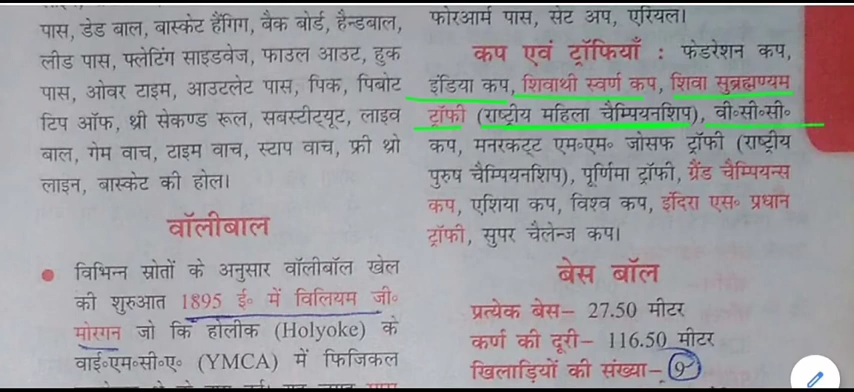 पास, डेड बाल, बास्केट हैंगिग, बैक बोर्ड, हैन्डबाल,
लीड पास, फ्लेटिंग साइडवेज, फाउल आउट, हुक
पास, ओवर टाइम, आउटलेट पास, पिक, पिबोट
टिप ऑफ, थ्री सेकण्ड रूल, सबस्टीट्यूट, लाइव
बाल, गेम वाच, टाइम वाच, स्टाप वाच, फ्री थ्रो
लाइन, बास्केट की होल।
वॉलीबाल
विभिन्न स्रोतों के अनुसार वॉलीबॉल खेल
की शुरुआत 1895 ई० में विलियम जी०
मोरगन जो कि होलीक (Holyoke) के
वाई०एम०सी०ए० (YMCA) में फिजिकल
फोरआर्म पास, सेट अप, एरियल।
कप एवं ट्रॉफियाँ : फेडरेशन कप,
इंडिया कप, शिवाथी स्वर्ण कप, शिवा सुब्रह्मण्यम
ट्रॉफी (राष्ट्रीय महिला चैम्पियनशिप), वी०सी०सी०
कप, मनरकट्ट एम०एम० जोसफ ट्रॉफी (राष्ट्रीय
पुरुष चैम्पियनशिप), पूर्णिमा ट्रॉफी, ग्रैंड चैम्पियन्स
कप, एशिया कप, विश्व कप, इंदिरा एस० प्रधान
ट्रॉफी, सुपर चैलेन्ज कप।
बेस बॉल
प्रत्येक बेस– 27.50 मीटर
कर्ण की दूरी– 116.50 मीटर
खिलाड़ियों की संख्या– 9